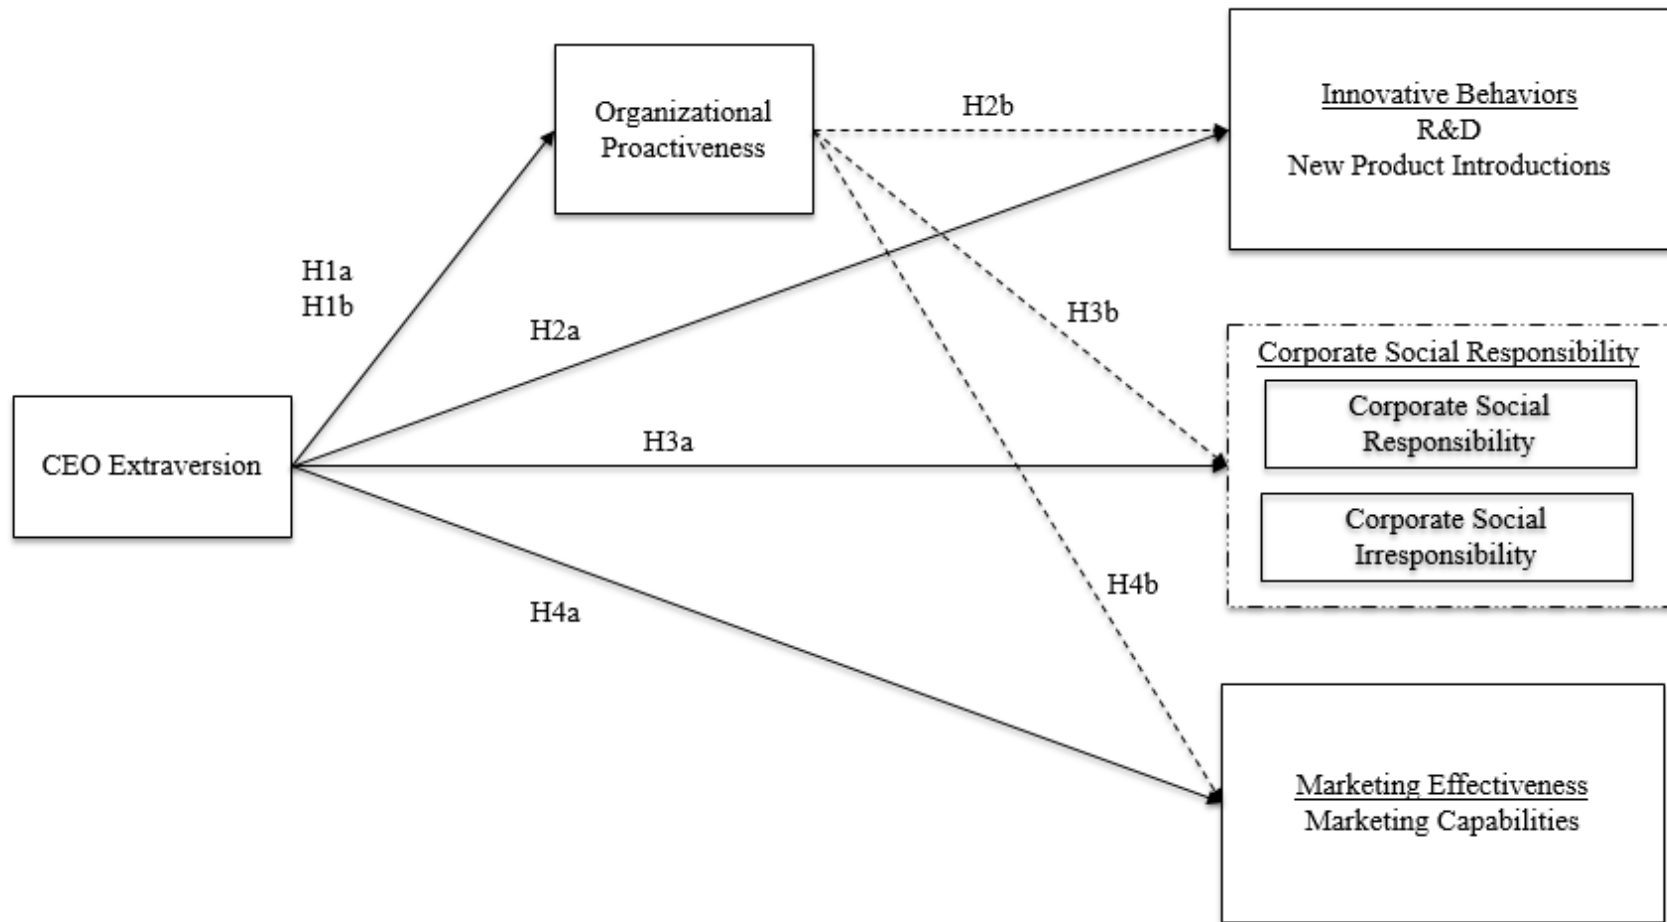 Organizational
Proactiveness
H2b
Innovative Behaviors
R&D
New Product Introductions
H1a
H1b
H2a
H3b
Corporate Social Responsibility
Corporate Social
Responsibility
CEO Extraversion
H3a
Corporate Social
Irresponsibility
H4b
H4a
Marketing Effectiveness
Marketing Capabilities